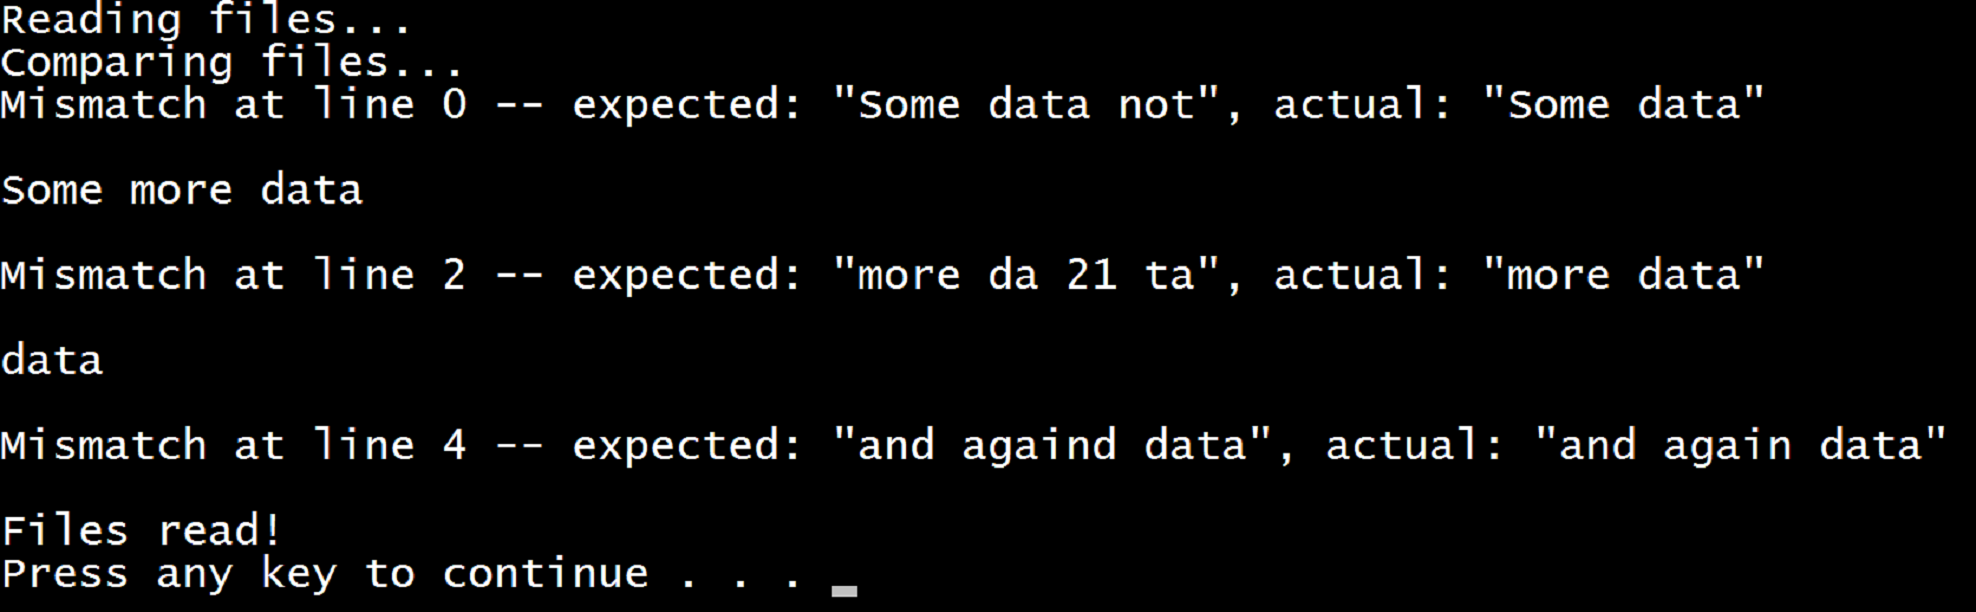 Reading files...
Comparing files...
Mismatch at line 0 -- expected: "Some data not", actual: "Some data"
Some more data
Mismatch at line 2 -- expected: "more da 21 ta", actual: "more data"
data
Mismatch at line 4 -- expected: "and againd data", actual: "and again data"
Files read!
Press any key to continue . . .